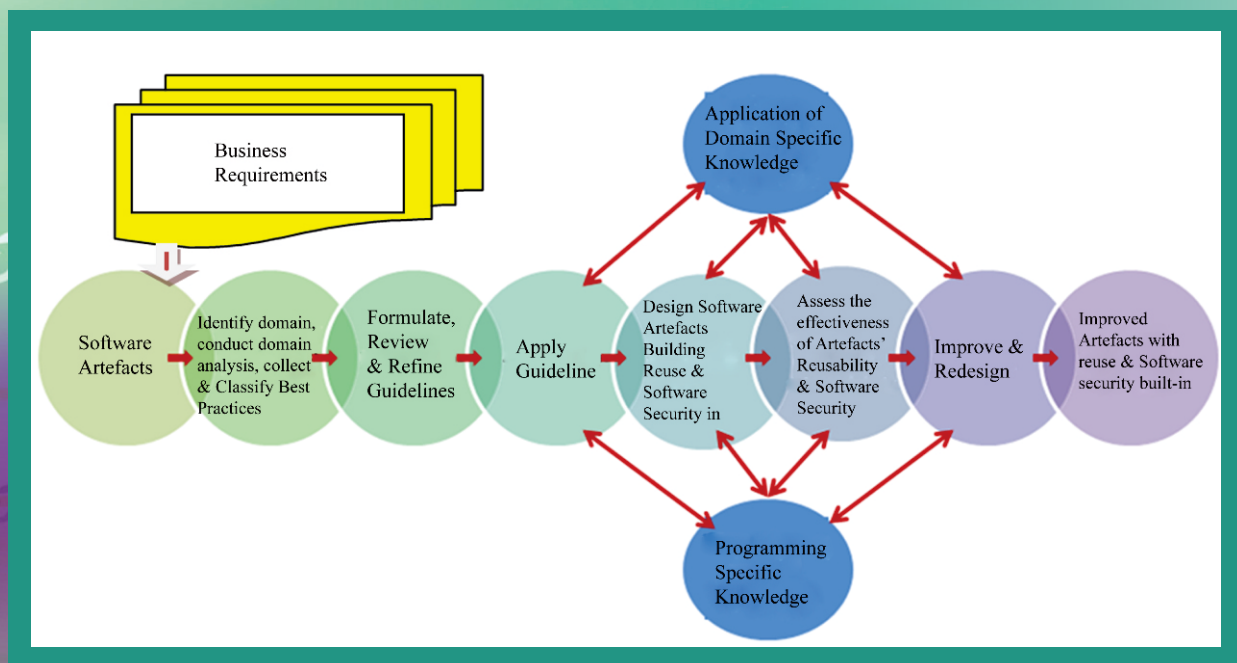 Business
Requirements
Application of
Domain Specific
Knowledge
Software
Artefacts
Identify domain,
conduct domain
analysis, collect
& Classify Best
Practices
Formulate,
Review
& Refine
Guidelines
Apply
Guideline
Design Software
Artefacts
Building
Reuse &
Software
Security in
Assess the
effectiveness
of Artefacts’
Reusability
& Software
Security
Improve &
Redesign
Improved
Artefacts with
reuse & Software
security built-in
Programming
Specific
Knowledge